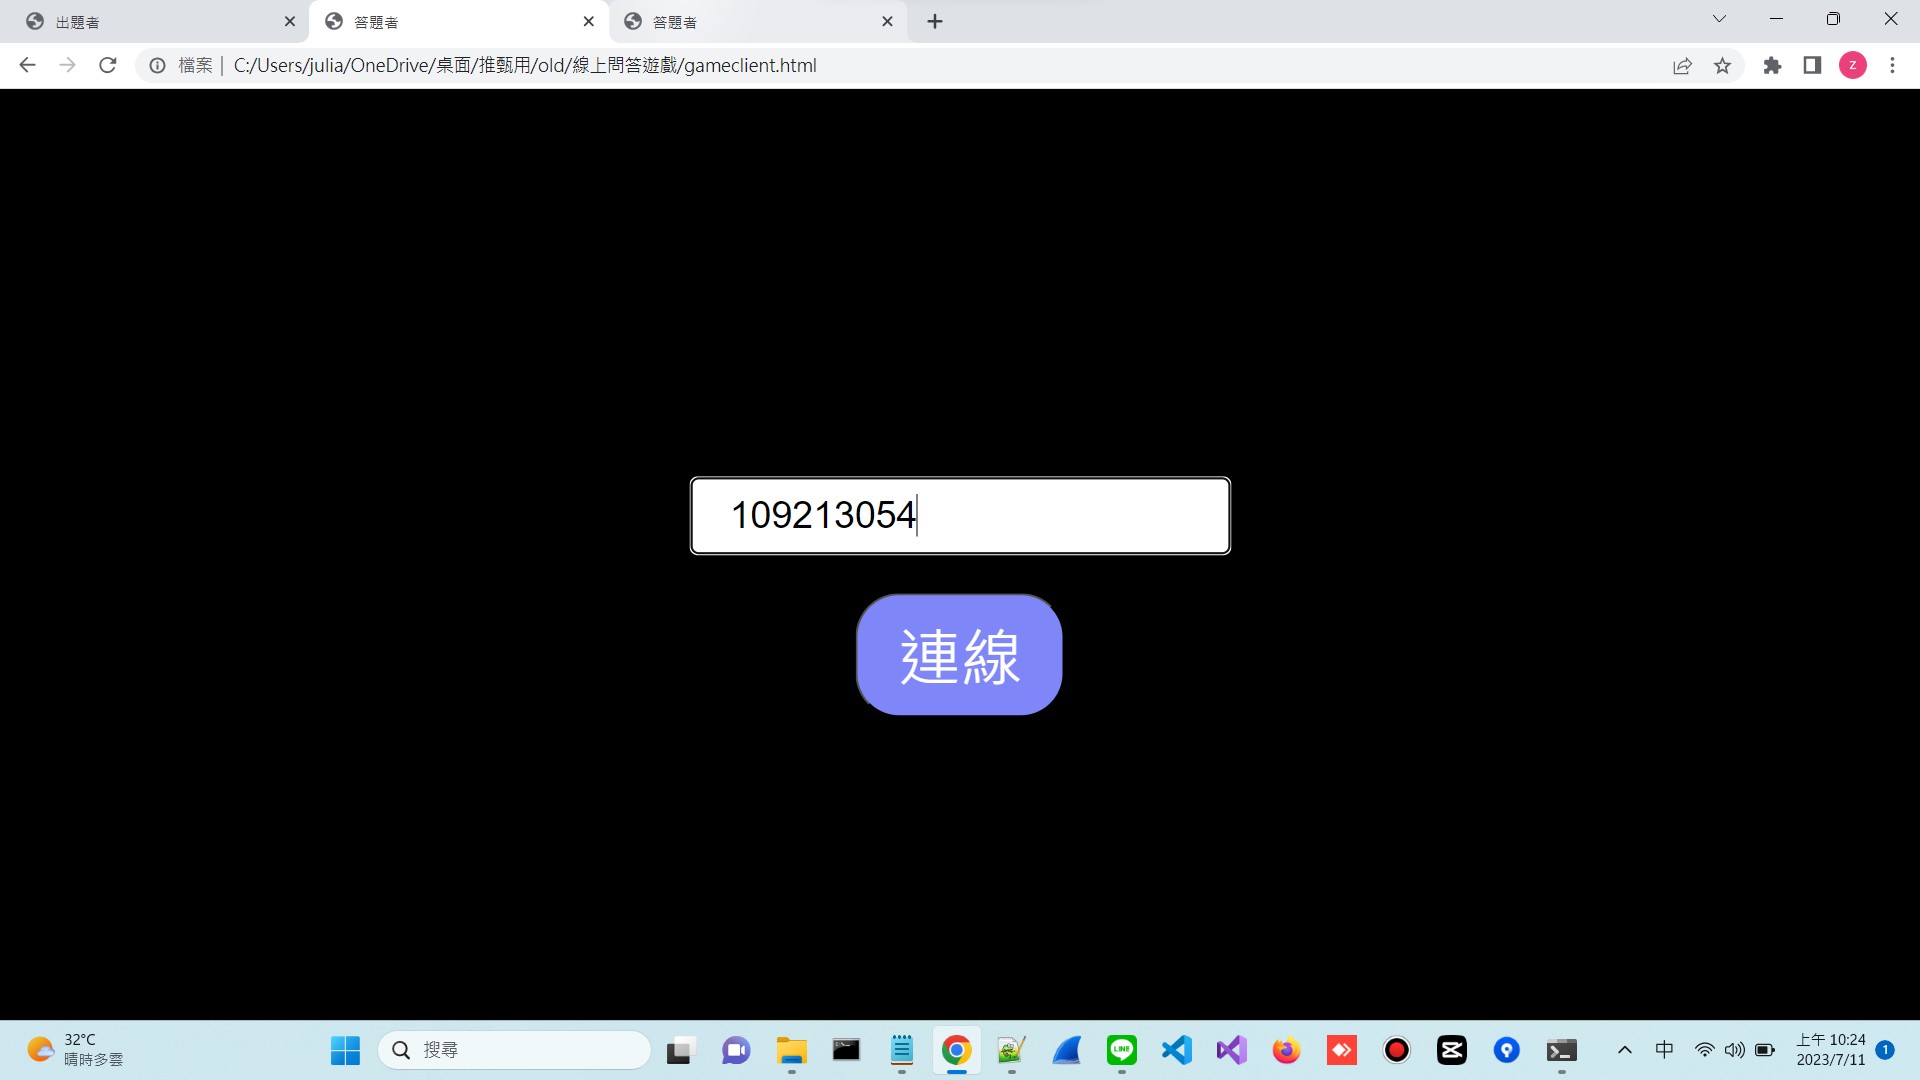 出題者
答題者
答題者
檔案 | C:/Users/julia/OneDrive/桌面/推甄用/old/線上問答遊戲/gameclient.html
z
109213054
連線
32°C
晴時多雲
搜尋
LINE
中
上午 10:24
2023/7/11
1